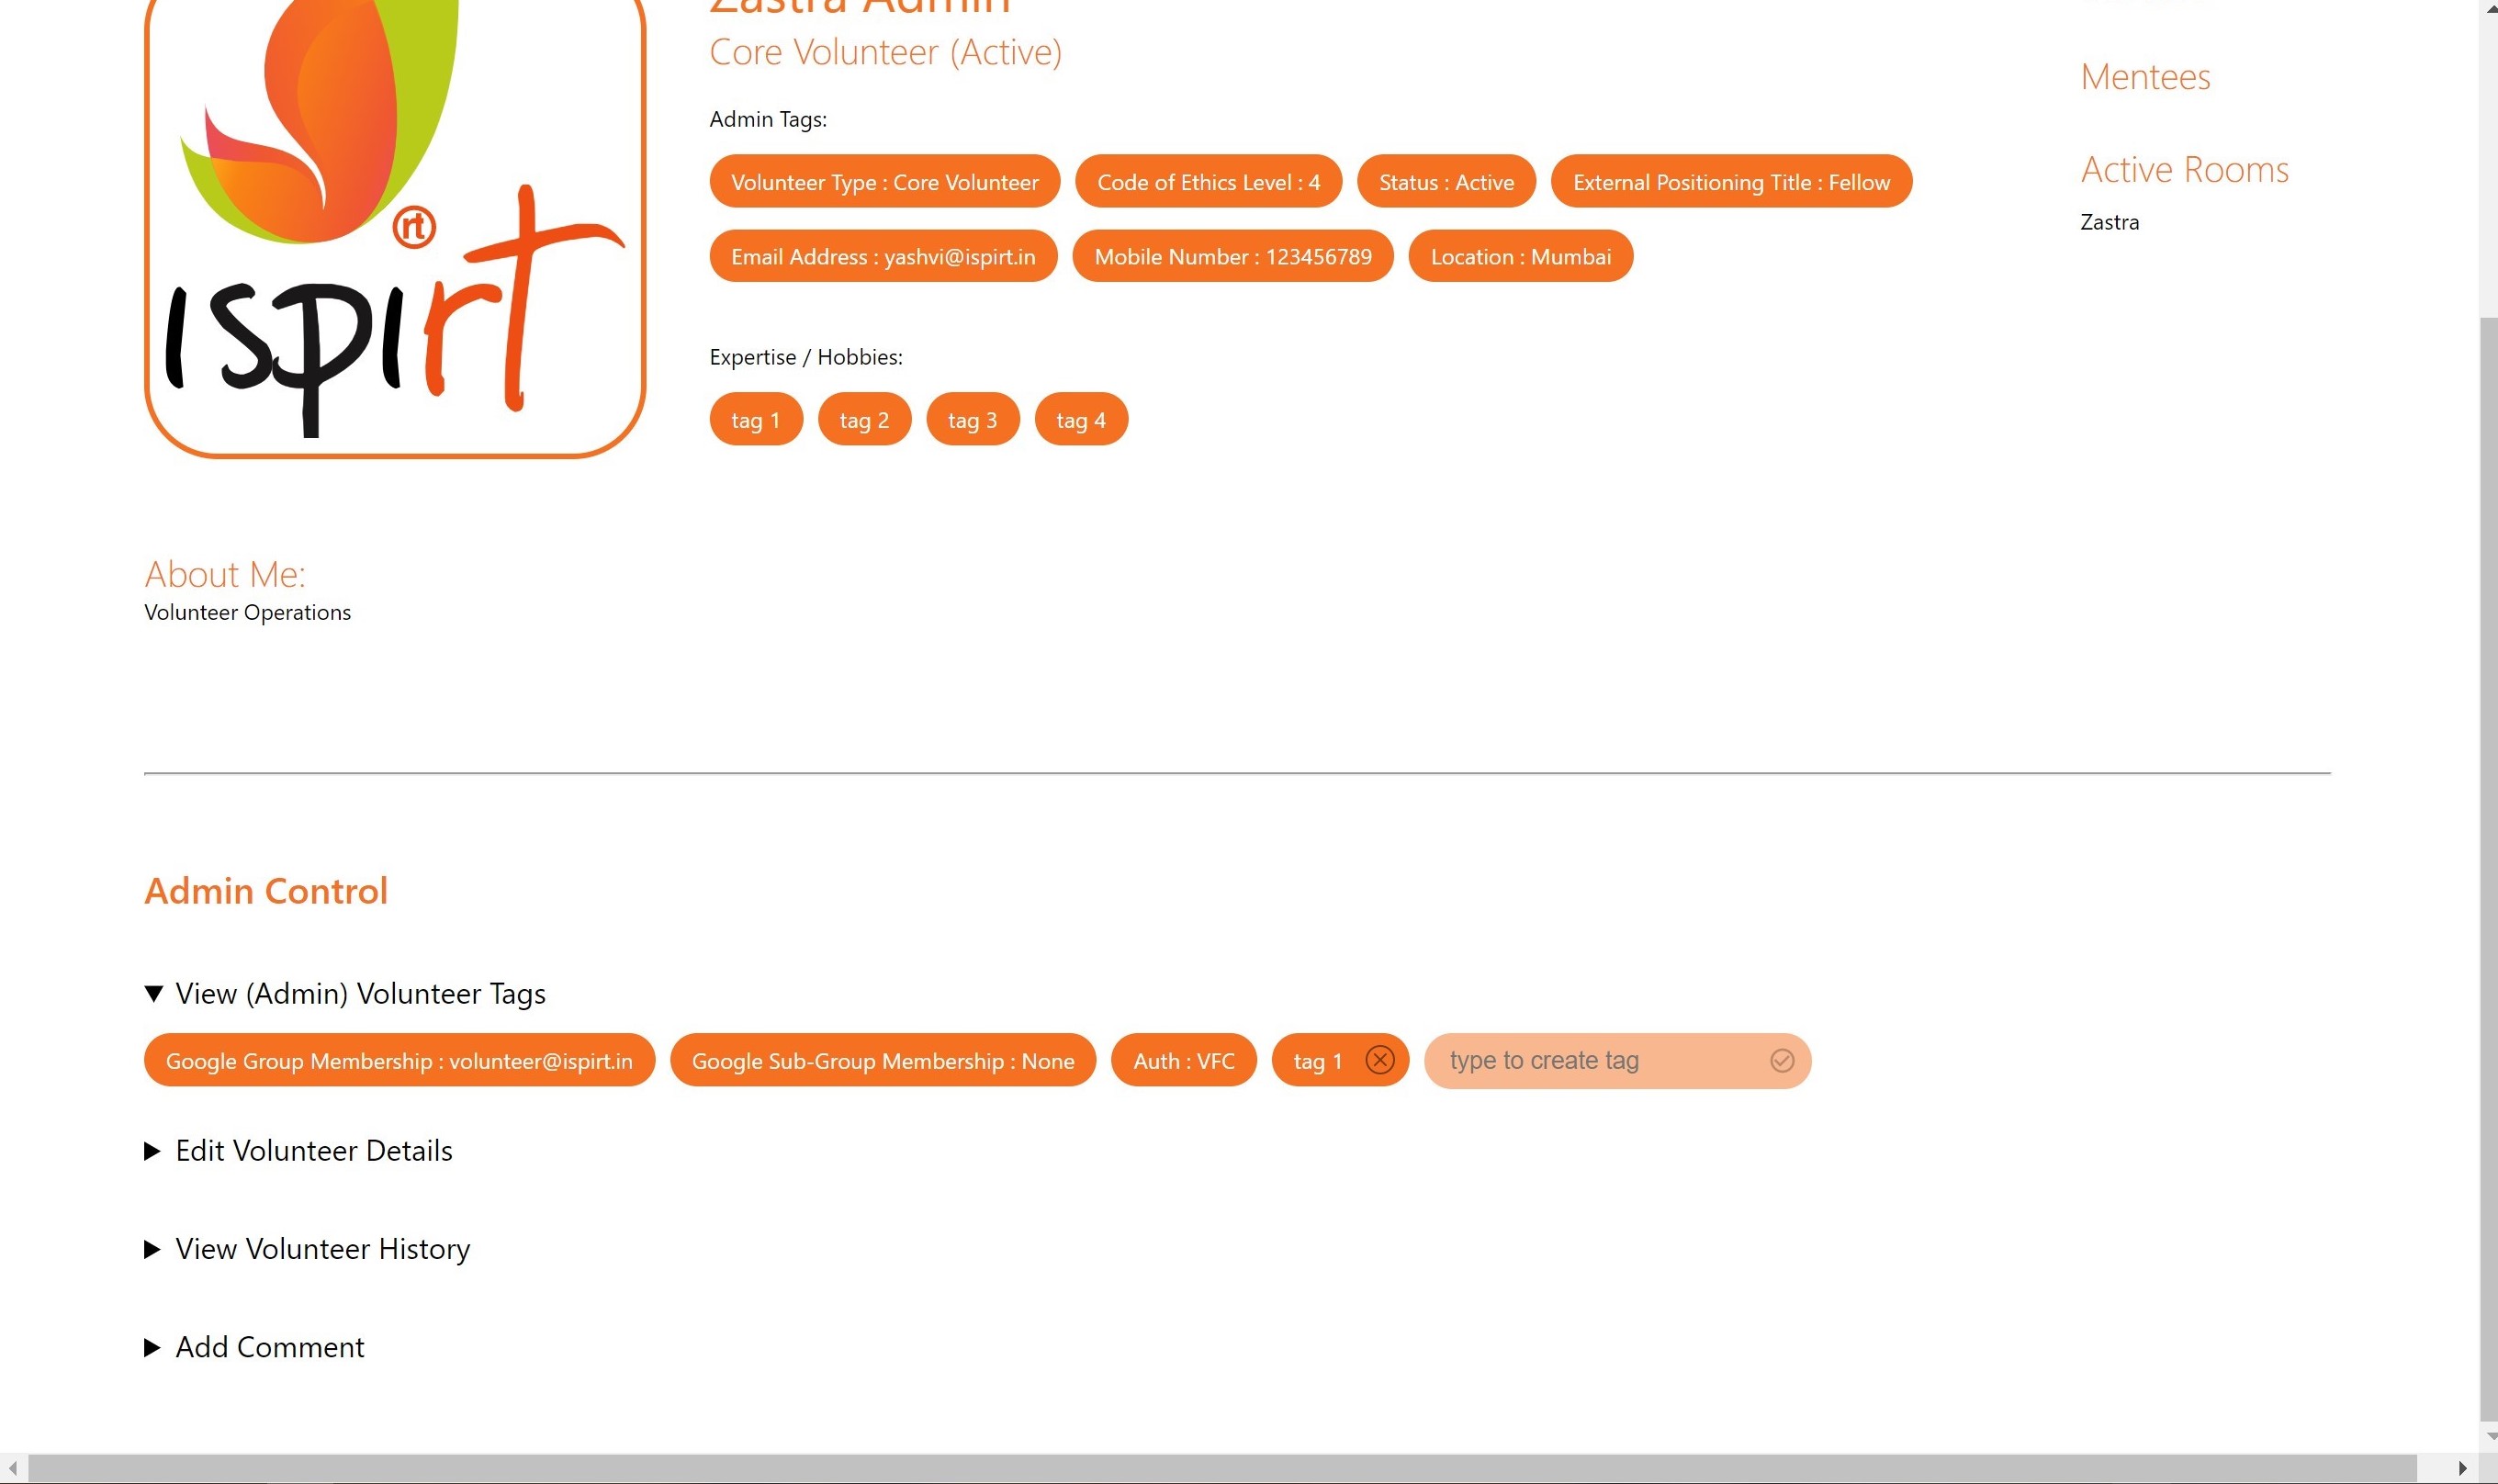 Zastra Admin
Core Volunteer (Active)
Admin Tags:
Volunteer Type : Core Volunteer Code of Ethics Level : 4 Status : Active External Positioning Title : Fellow
Email Address : yashvi@ispirt.in Mobile Number : 123456789 Location : Mumbai
Expertise / Hobbies:
tag 1 tag 2 tag 3 tag 4
rt
ispirt
Mentees
Active Rooms
Zastra
About Me:
Volunteer Operations
Admin Control
▼ View (Admin) Volunteer Tags
Google Group Membership : volunteer@ispirt.in Google Sub-Group Membership : None Auth : VFC tag 1 type to create tag
▶ Edit Volunteer Details
▶ View Volunteer History
▶ Add Comment